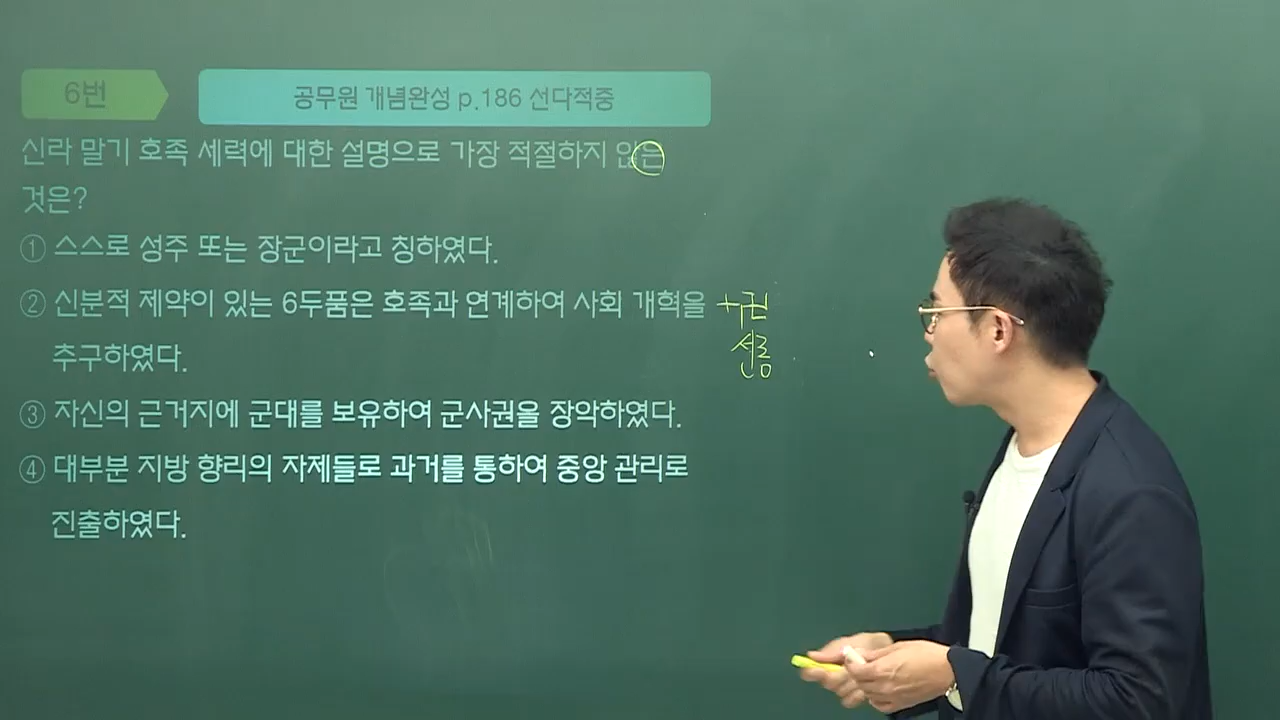 6번
공무원 개념완성 p.186 선다적중
신라 말기 호족 세력에 대한 설명으로 가장 적절하지 않은
것은?
① 스스로 성주 또는 장군이라고 칭하였다.
② 신분적 제약이 있는 6두품은 호족과 연계하여 사회 개혁을
추구하였다.
③ 자신의 근거지에 군대를 보유하여 군사권을 장악하였다.
④ 대부분 지방 향리의 자제들로 과거를 통하여 중앙 관리로
진출하였다.